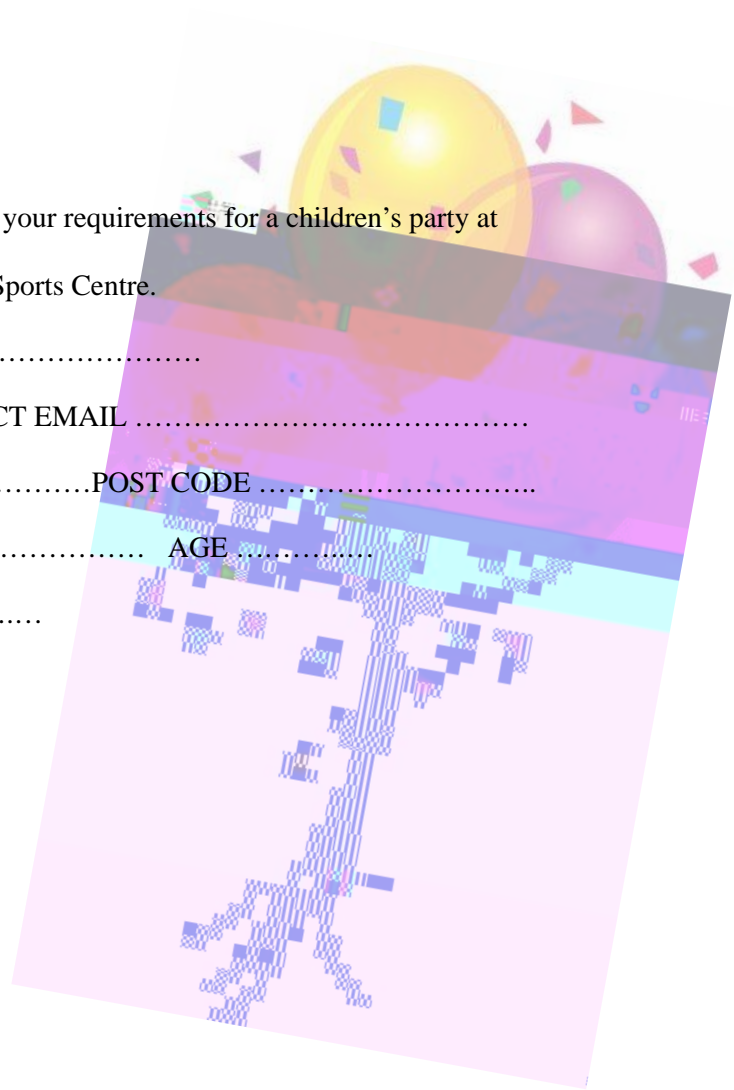 your requirements for a children's party at
Sports Centre.
…………………
CT EMAIL ……………………..……………
………POST CODE ………………………..
…………… AGE …..……..…
..…